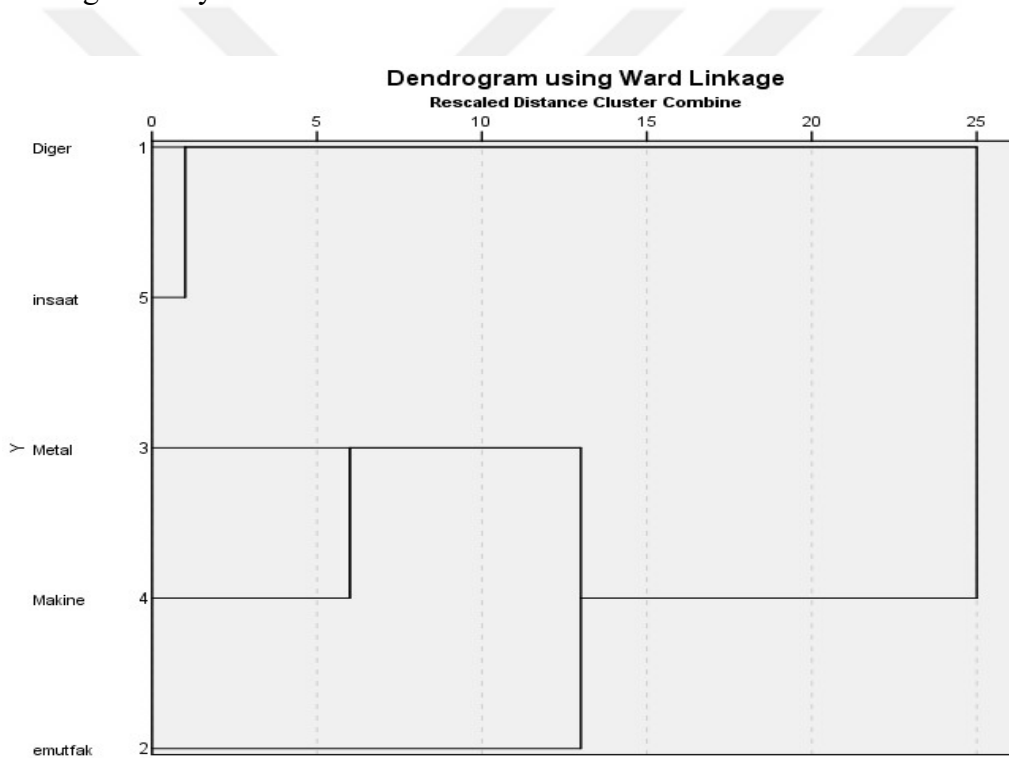 Dendrogram using Ward Linkage
Rescaled Distance Cluster Combine
0 5 10 15 20 25
Diger 1
insaat 5
Y
Metal 3
Makine 4
emutfak 2